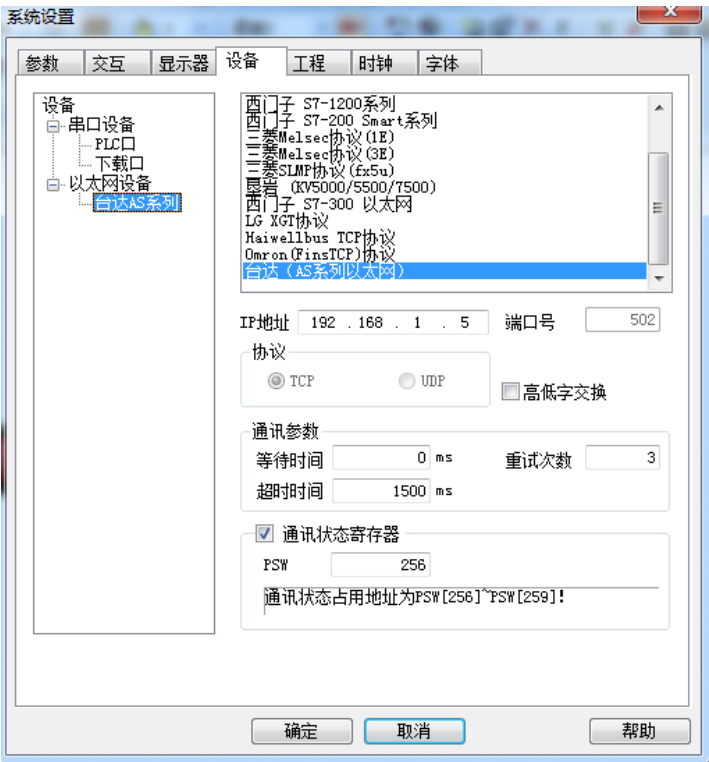 系统设置
参数 交互 显示器 设备 工程 时钟 字体
设备
串口设备
PLC口
下载口
以太网设备
台达AS系列
西门子 S7-1200系列
西门子 S7-200 Smart系列
三菱Melsec协议(1E)
三菱Melsec协议(3E)
三菱SLMP协议(fx5u)
(KV5000/5500/7500)
西门子 S7-300 以太网
LG XGT协议
Haiwellbus TCP协议
Omron(FinsTCP)协议
台达（AS系列以太网）
IP地址 192 . 168 . 1 . 5 端口号 502
协议
TCP UDP
高低字交换
通讯参数
等待时间 0 ms 重试次数 3
超时时间 1500 ms
通讯状态寄存器
PSW 256
通讯状态占用地址为PSW[256]~PSW[259]!
确定 取消 帮助